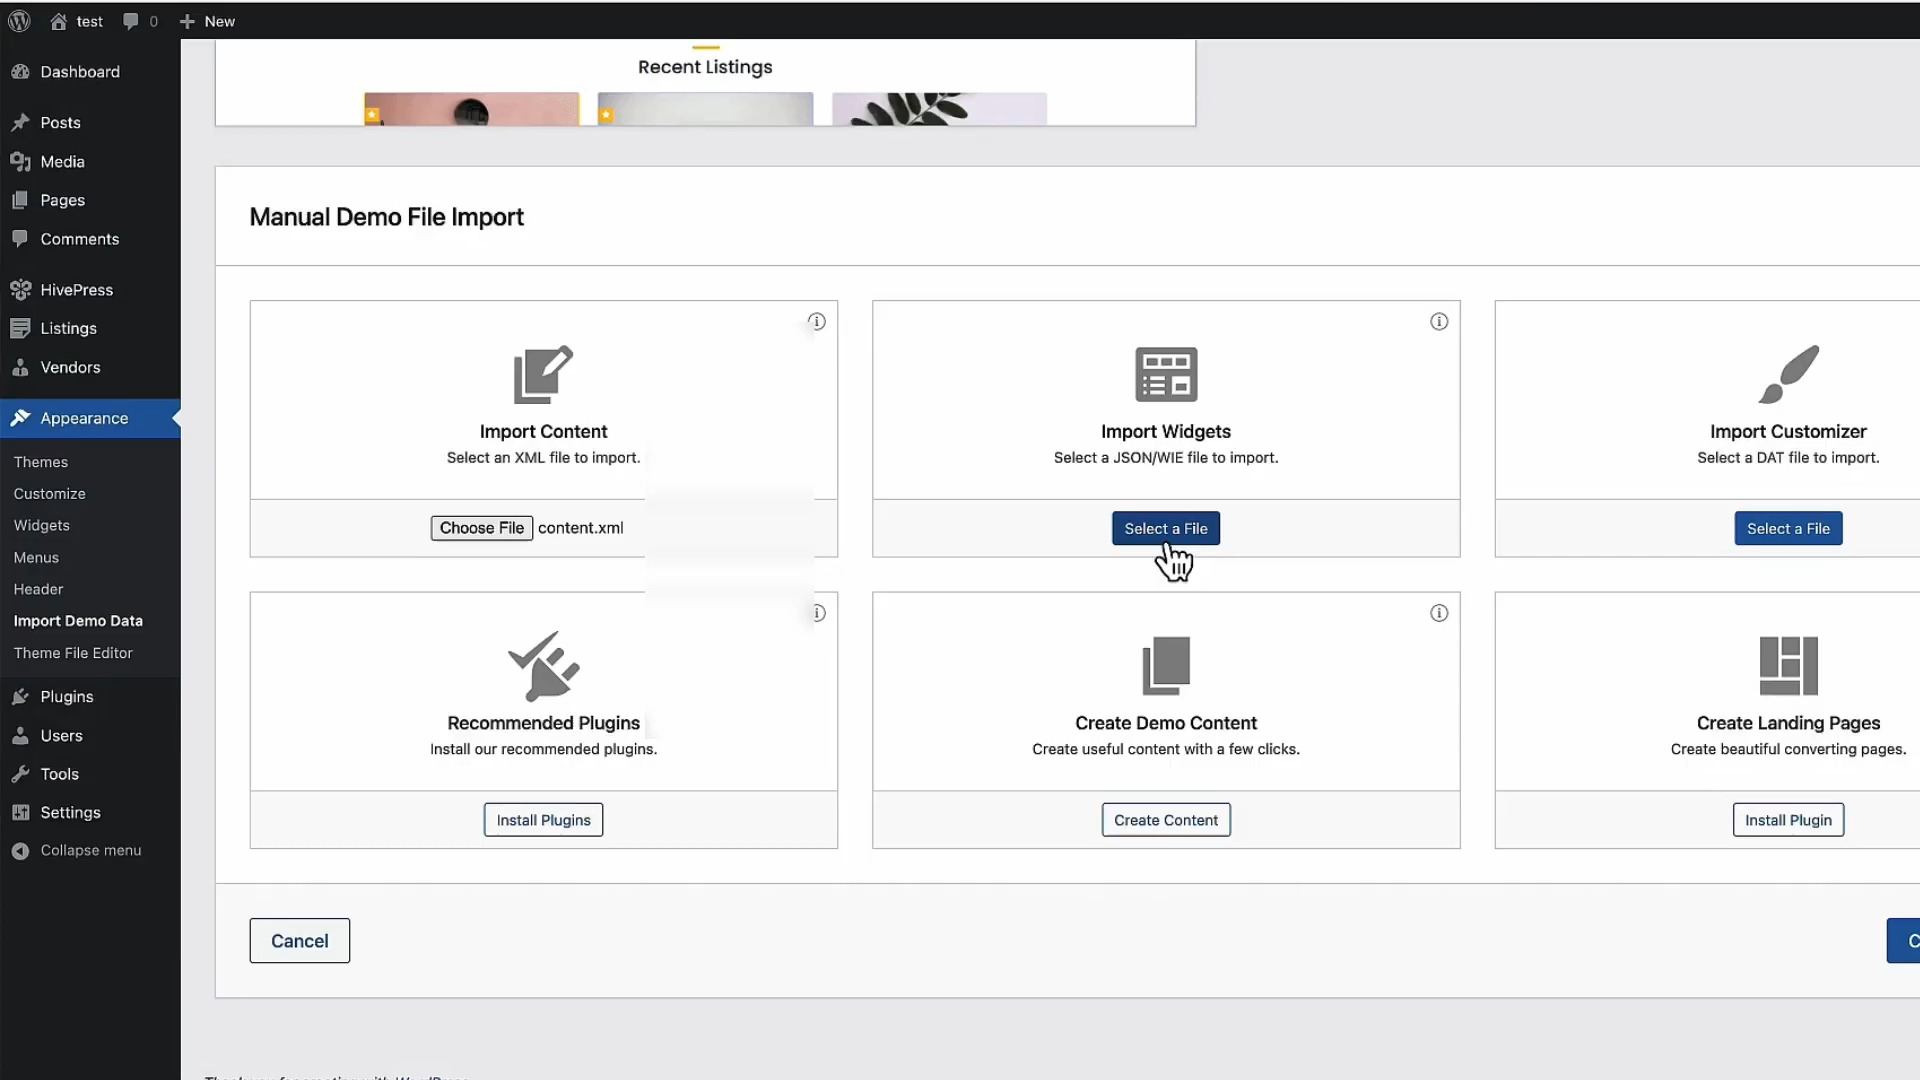 test
0
New
Dashboard
Posts
Media
Pages
Comments
HivePress
Listings
Vendors
Appearance
Themes
Customize
Widgets
Menus
Header
Import Demo Data
Theme File Editor
Plugins
Users
Tools
Settings
Collapse menu
Recent Listings
Manual Demo File Import
Import Content
Select an XML file to import.
Choose File content.xml
Import Widgets
Select a JSON/WIE file to import.
Select a File
Import Customizer
Select a DAT file to import.
Select a File
Recommended Plugins
Install our recommended plugins.
Install Plugins
Create Demo Content
Create useful content with a few clicks.
Create Content
Create Landing Pages
Create beautiful converting pages.
Install Plugin
Cancel